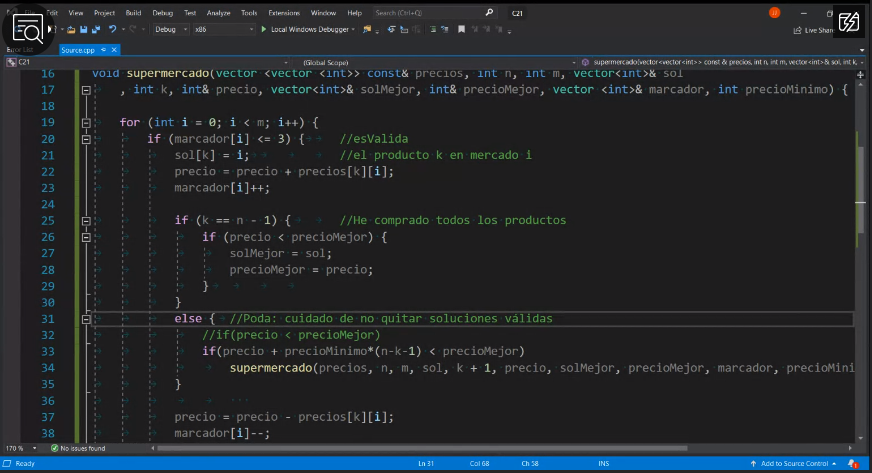 File Edit View Project Build Debug Test Analyze Tools Extensions Window Help Search (Ctrl+Q) C21 JJ
Debug x86 Local Windows Debugger Live Share
Error List Source.cpp
C21 (Global Scope) supermercado(vector<vector<int>> const & precios, int n, int m, vector<int>& sol, int k,
16 void supermercado(vector <vector <int>> const& precios, int n, int m, vector<int>& sol
17 , int k, int& precio, vector<int>& solMejor, int& precioMejor, vector <int>& marcador, int precioMinimo) {
18
19 for (int i = 0; i < m; i++) {
20 if (marcador[i] <= 3) { //esValida
21 sol[k] = i; //el producto k en mercado i
22 precio = precio + precios[k][i];
23 marcador[i]++;
24
25 if (k == n - 1) { //He comprado todos los productos
26 if (precio < precioMejor) {
27 solMejor = sol;
28 precioMejor = precio;
29 }
30 }
31 else { //Poda: cuidado de no quitar soluciones válidas
32 //if(precio < precioMejor)
33 if(precio + precioMinimo*(n-k-1) < precioMejor)
34 supermercado(precios, n, m, sol, k + 1, precio, solMejor, precioMejor, marcador, precioMini
35 }
36
37 precio = precio - precios[k][i];
38 marcador[i]--;
170 % No issues found
Ready Ln 31 Col 68 Ch 58 INS Add to Source Control 1